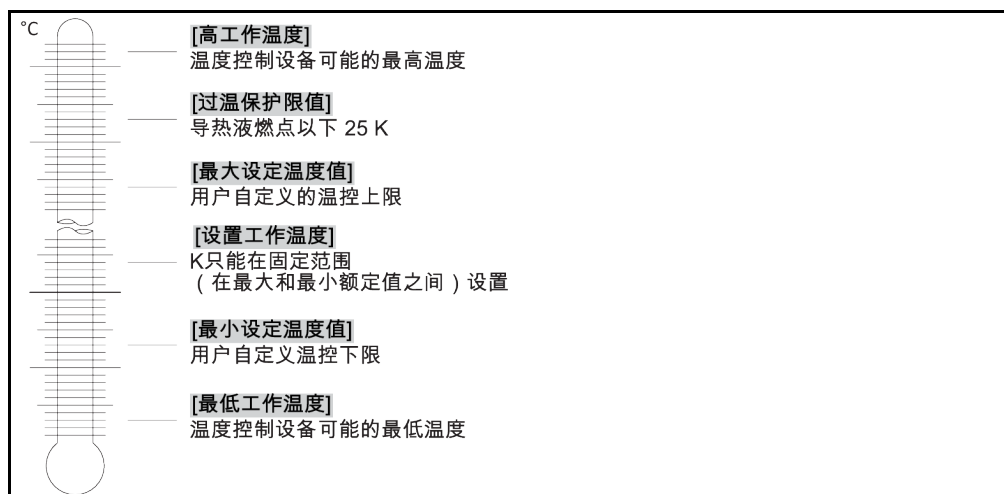 °C
[高工作温度]
温度控制设备可能的最高温度
[过温保护限值]
导热液燃点以下 25 K
[最大设定温度值]
用户自定义的温控上限
[设置工作温度]
K只能在固定范围
（在最大和最小额定值之间）设置
[最小设定温度值]
用户自定义温控下限
[最低工作温度]
温度控制设备可能的最低温度